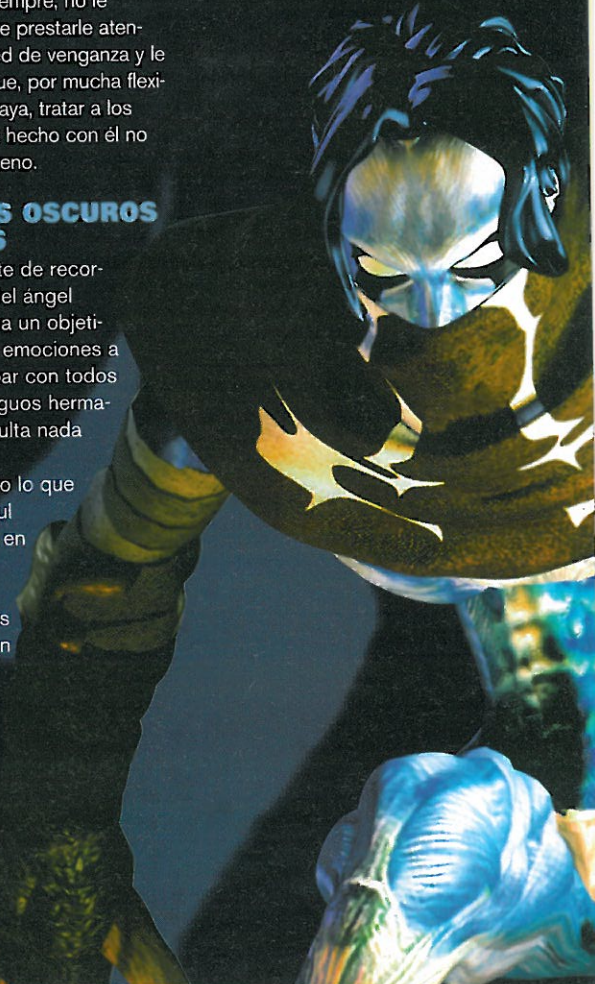 empre, no le
e prestarle aten-
ed de venganza y le
ue, por mucha flexi-
aya, tratar a los
hecho con él no
eno.
S OSCUROS
S
te de recor-
el ángel
a un objeti-
emociones a
ar con todos
guos herma-
ulta nada
o lo que
ul
en
s
n